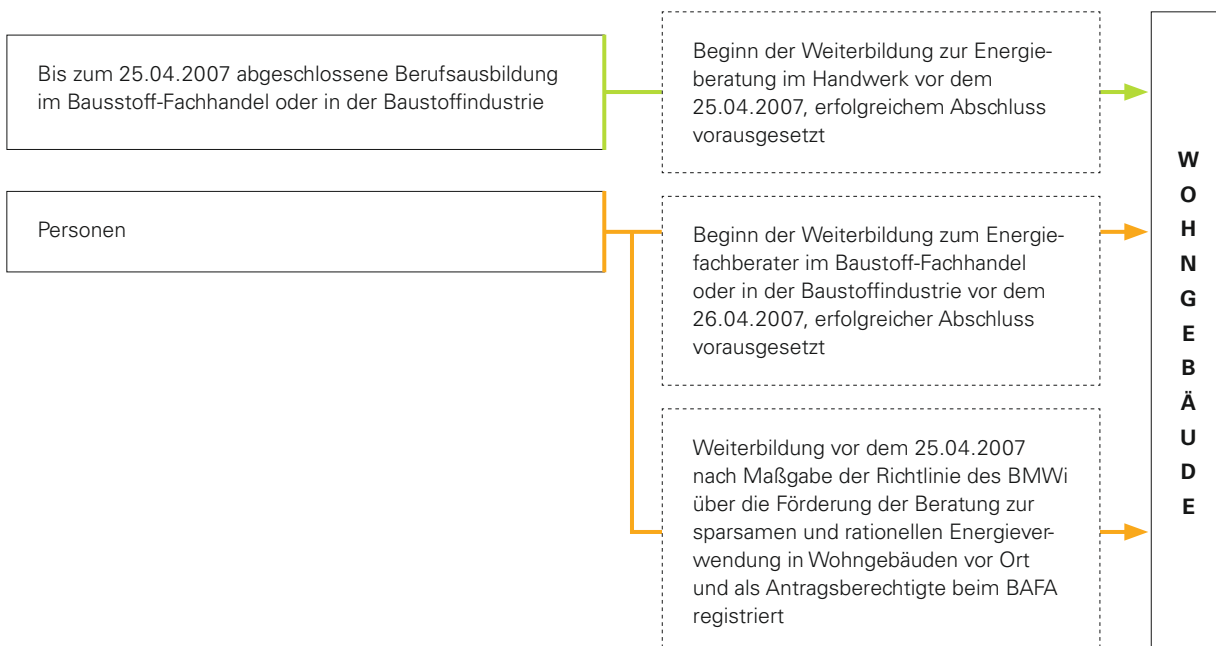 Bis zum 25.04.2007 abgeschlossene Berufsausbildung
im Bausstoff-Fachhandel oder in der Baustoffindustrie
Beginn der Weiterbildung zur Energie-
beratung im Handwerk vor dem
25.04.2007, erfolgreichem Abschluss
vorausgesetzt
Personen
Beginn der Weiterbildung zum Energie-
fachberater im Baustoff-Fachhandel
oder in der Baustoffindustrie vor dem
26.04.2007, erfolgreicher Abschluss
vorausgesetzt
Weiterbildung vor dem 25.04.2007
nach Maßgabe der Richtlinie des BMWi
über die Förderung der Beratung zur
sparsamen und rationellen Energiever-
wendung in Wohngebäuden vor Ort
und als Antragsberechtigte beim BAFA
registriert
W
O
H
N
G
E
B
Ä
U
D
E